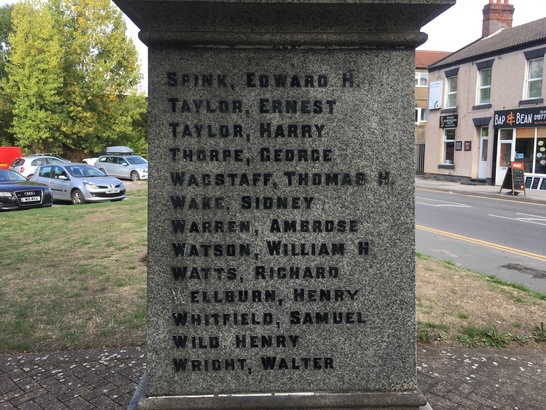 SPINK, EDWARD H.
TAYLOR, ERNEST
TAYLOR, HARRY
THORPE, GEORGE
WAGSTAFF, THOMAS H.
WAKE, SIDNEY
WARREN, AMBROSE
WATSON, WILLIAM H
WATTS, RICHARD
WELLBURN, HENRY
WHITFIELD, SAMUEL
WILD, HENRY
WRIGHT, WALTER
BAP & BEAN